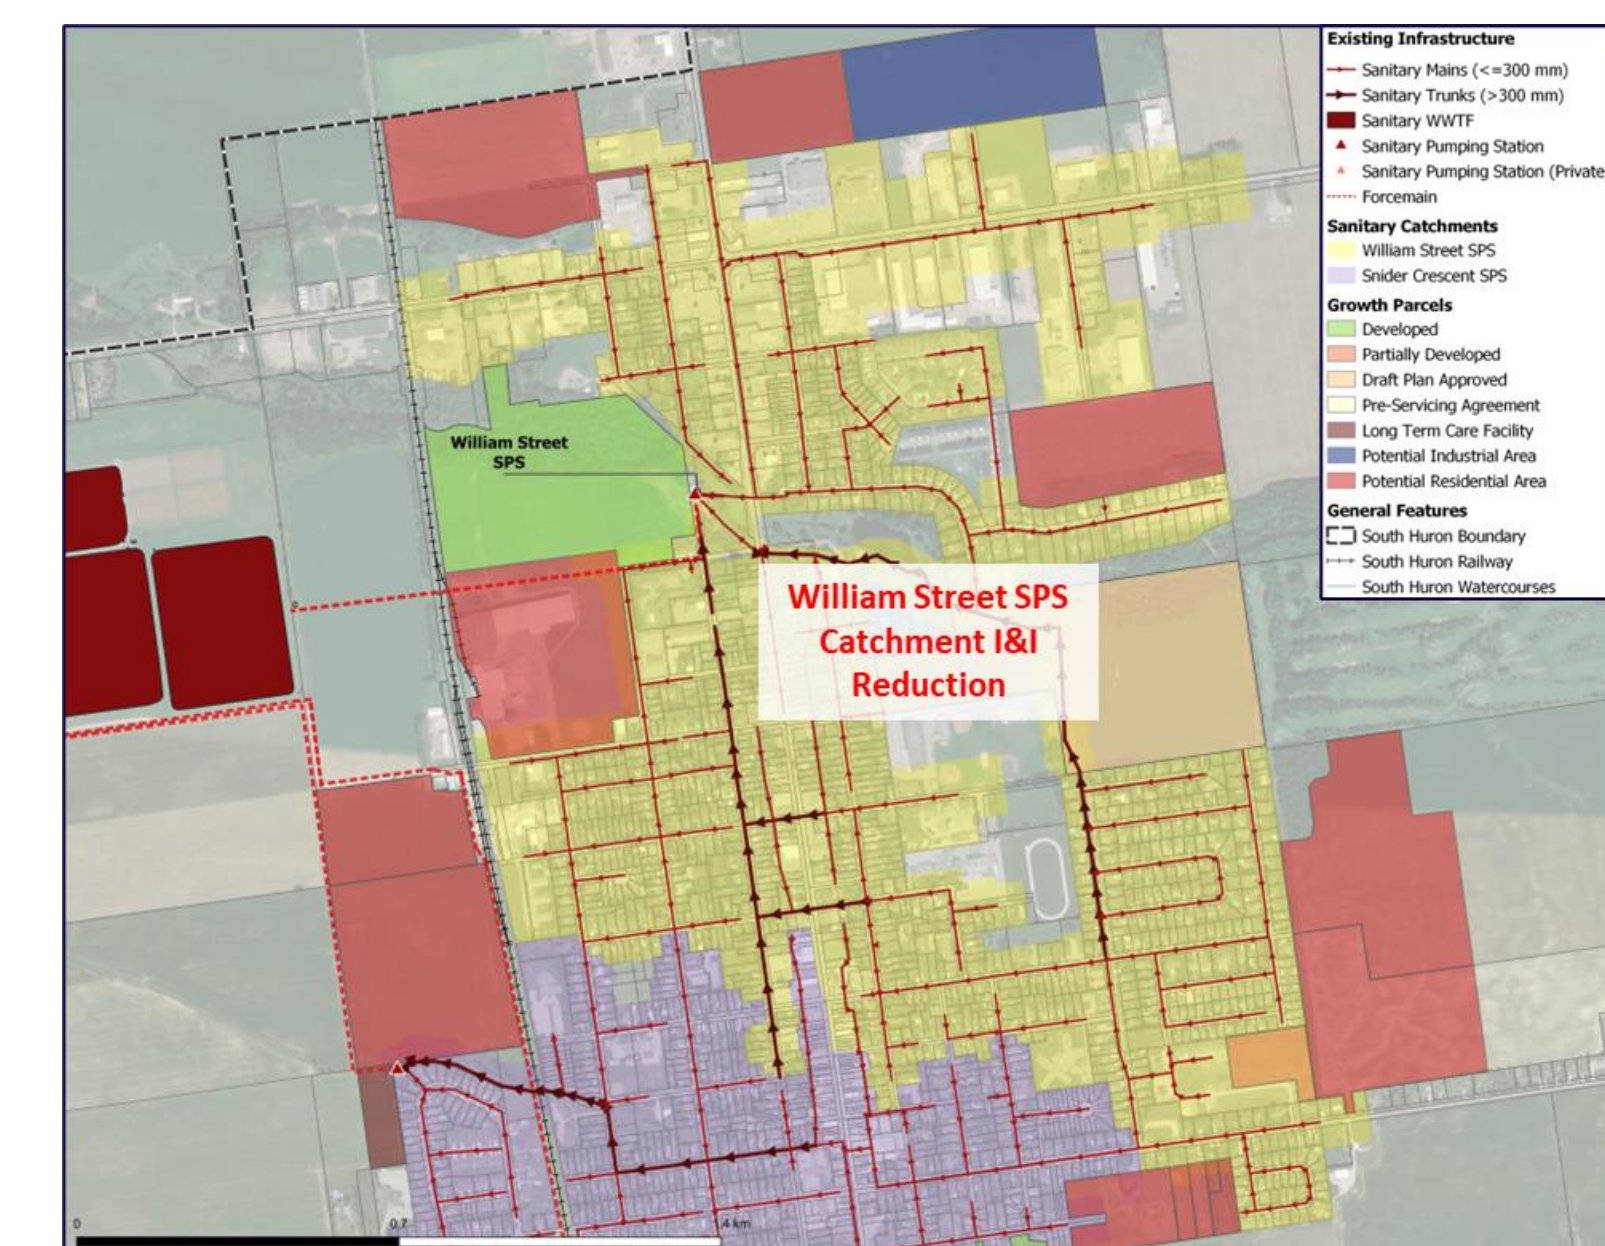 Existing Infrastructure
Sanitary Mains (<=300 mm)
Sanitary Trunks (>300 mm)
Sanitary WWTF
Sanitary Pumping Station
Sanitary Pumping Station (Private
Forcemain
Sanitary Catchments
William Street SPS
Snider Crescent SPS
Growth Parcels
Developed
Partially Developed
Draft Plan Approved
Pre-Servicing Agreement
Long Term Care Facility
Potential Industrial Area
Potential Residential Area
General Features
South Huron Boundary
South Huron Railway
South Huron Watercourses
William Street
SPS
William Street SPS
Catchment I&I
Reduction
0 0.7 1.4 km